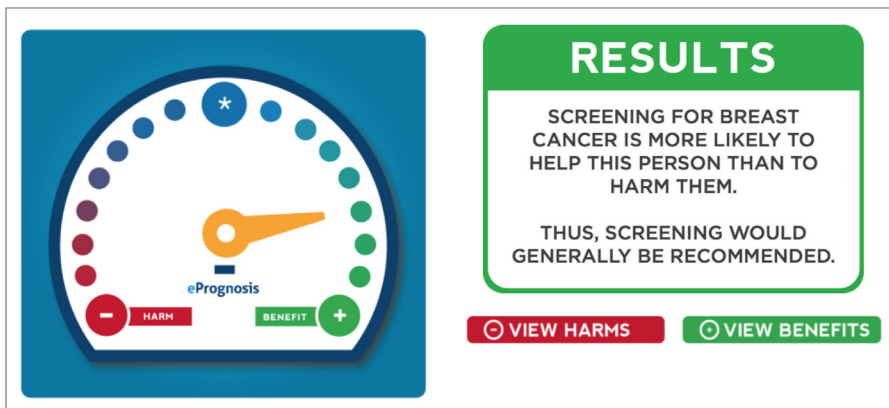 *
ePrognosis
− HARM
BENEFIT +
RESULTS
SCREENING FOR BREAST
CANCER IS MORE LIKELY TO
HELP THIS PERSON THAN TO
HARM THEM.
THUS, SCREENING WOULD
GENERALLY BE RECOMMENDED.
− VIEW HARMS
+ VIEW BENEFITS